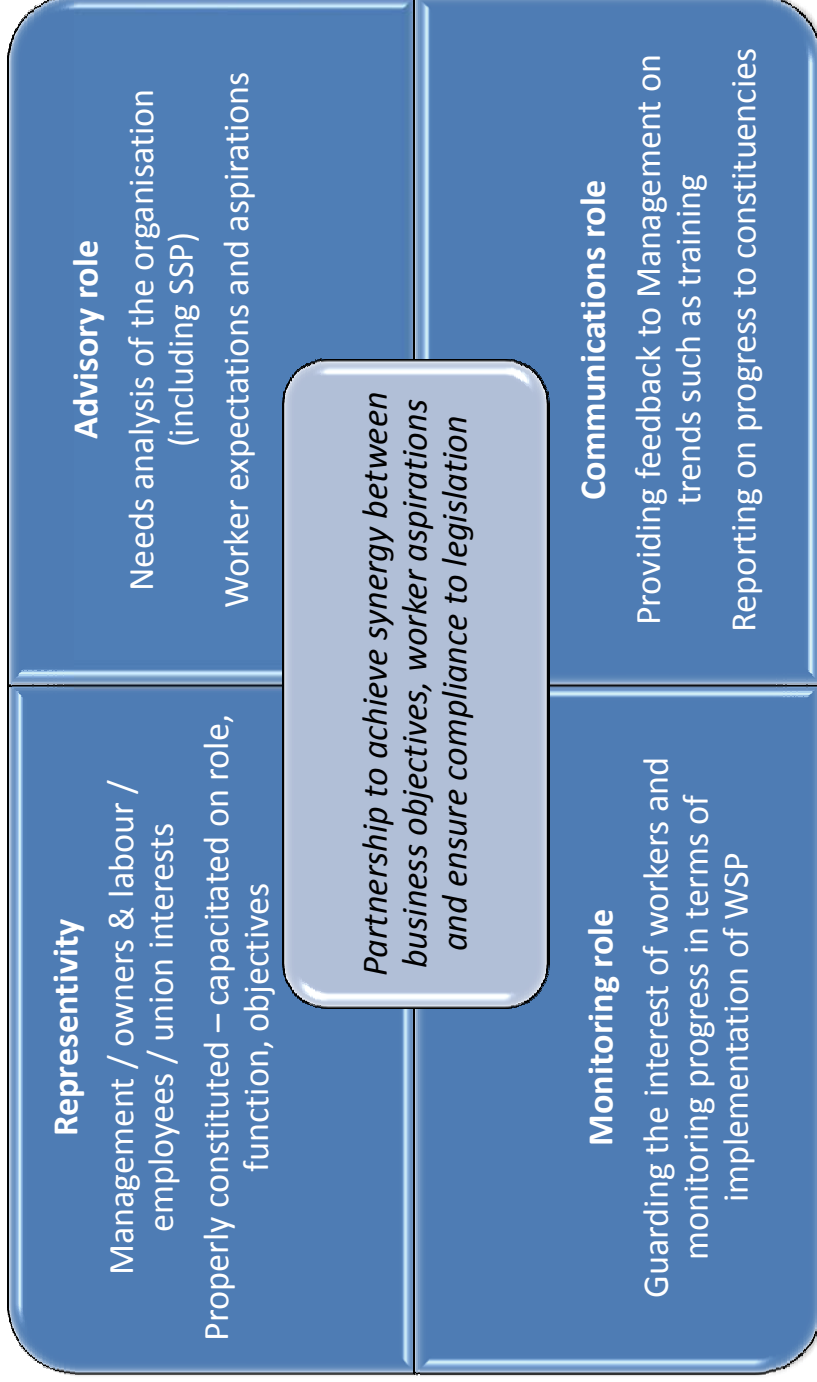 Representivity
Management / owners & labour /
employees / union interests
Properly constituted – capacitated on role,
function, objectives
Advisory role
Needs analysis of the organisation
(including SSP)
Worker expectations and aspirations
Partnership to achieve synergy between
business objectives, worker aspirations
and ensure compliance to legislation
Monitoring role
Guarding the interest of workers and
monitoring progress in terms of
implementation of WSP
Communications role
Providing feedback to Management on
trends such as training
Reporting on progress to constituencies